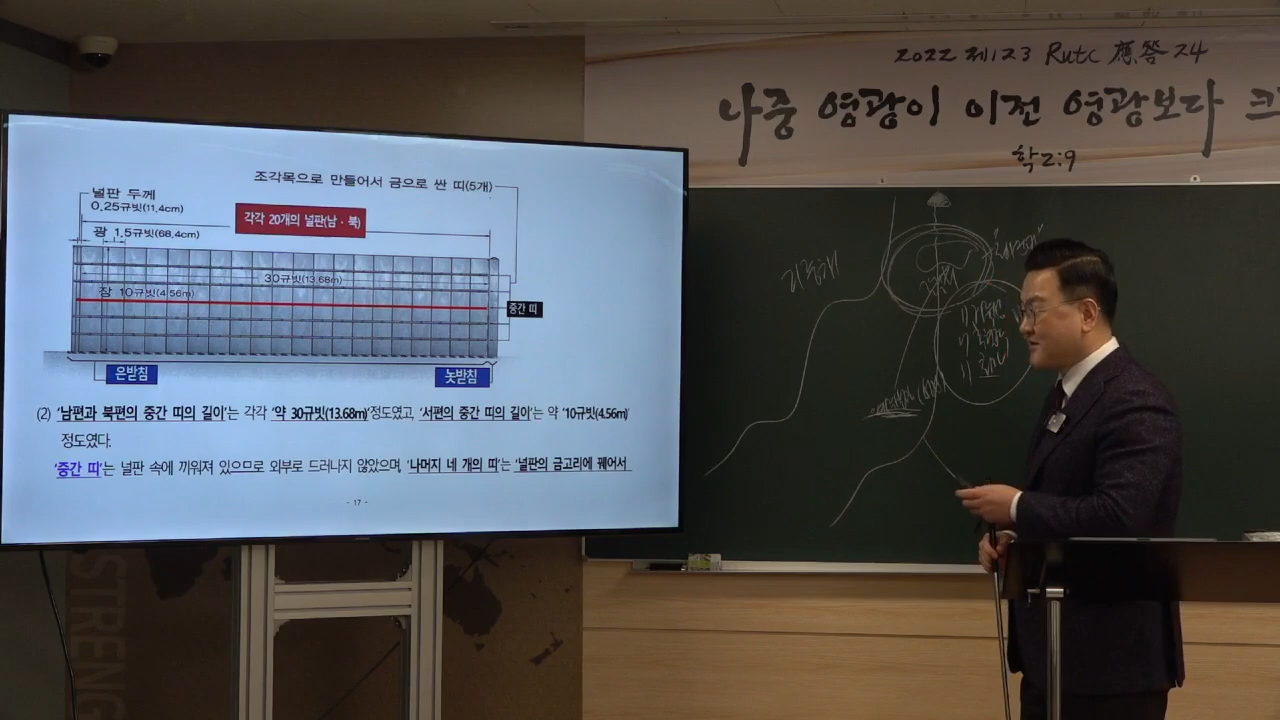 2022 제123 Rutc 應答 24
나중 영광이 이전 영광보다 크
학2:9
조각목으로 만들어서 금으로 싼 띠(5개)
널판 두께
0.25규빗(11.4cm)
각각 20개의 널판(남·북)
광 1.5규빗(68.4cm)
30규빗(13.68m)
장 10규빗(4.56m)
중간 띠
은받침
놋받침
(2) '남편과 북편의 중간 띠의 길이'는 각각 '약 30규빗(13.68m)'정도였고, '서편의 중간 띠의 길이'는 약 '10규빗(4.56m)'
정도였다.
'중간 띠'는 널판 속에 끼워져 있으므로 외부로 드러나지 않았으며, '나머지 네 개의 띠'는 '널판의 금고리에 꿰어서
- 17 -
지중해
STRENG